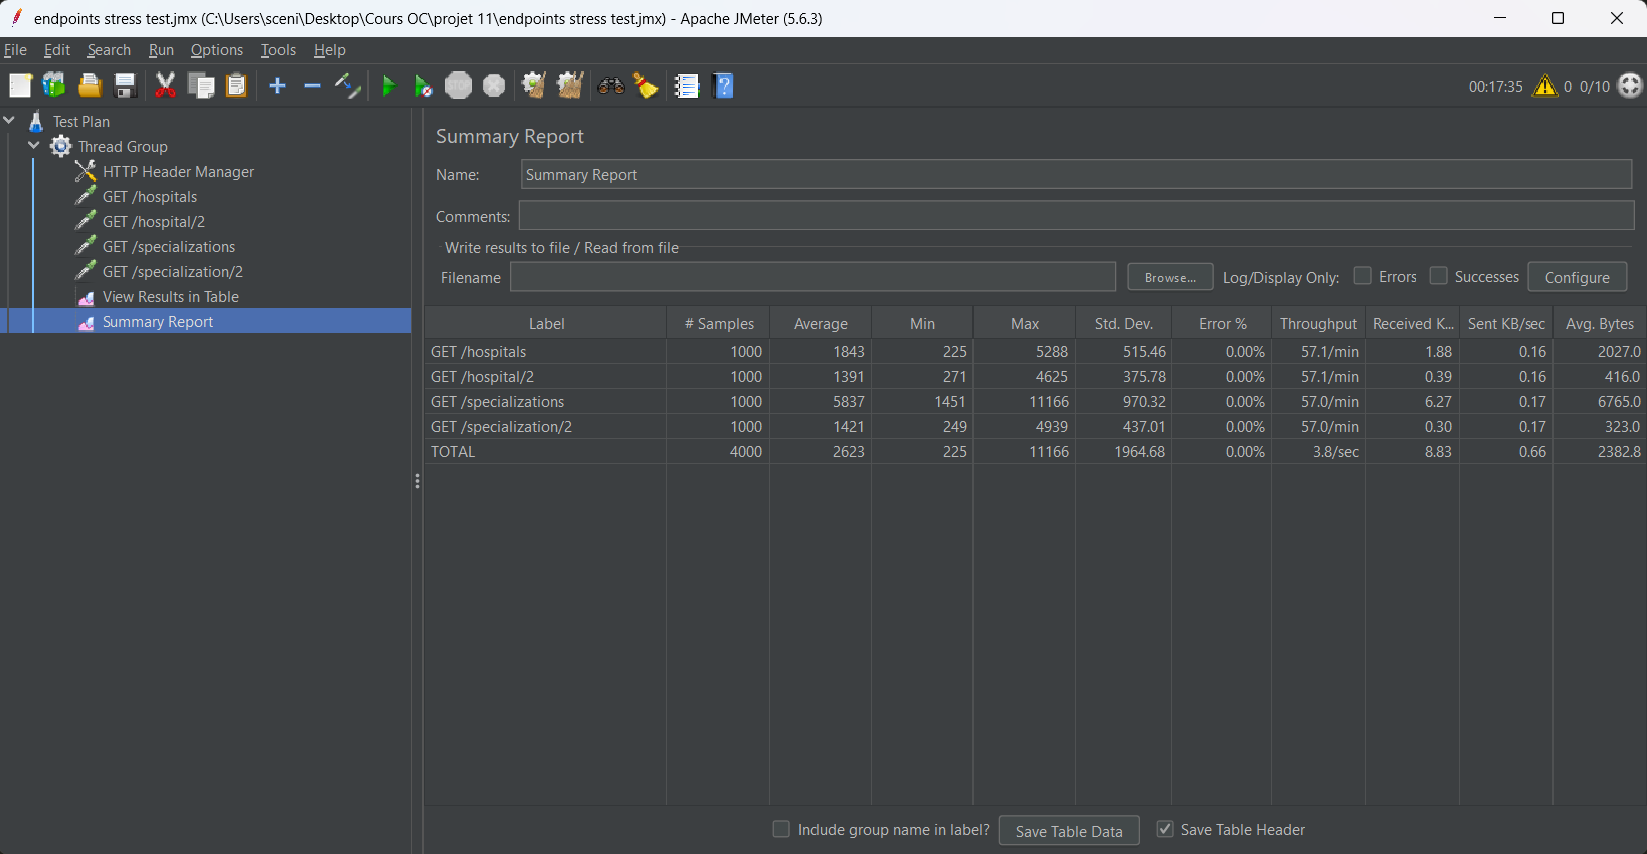 endpoints stress test.jmx (C:\Users\sceni\Desktop\Cours OC\projet 11\endpoints stress test.jmx) - Apache JMeter (5.6.3)
File Edit Search Run Options Tools Help
STOP 00:17:35 0 0/10
Test Plan
Thread Group
HTTP Header Manager
GET /hospitals
GET /hospital/2
GET /specializations
GET /specialization/2
View Results in Table
Summary Report
Summary Report
Name: Summary Report
Comments:
Write results to file / Read from file
Filename Browse... Log/Display Only: Errors Successes Configure
Label # Samples Average Min Max Std. Dev. Error % Throughput Received K... Sent KB/sec Avg. Bytes
GET /hospitals 1000 1843 225 5288 515.46 0.00% 57.1/min 1.88 0.16 2027.0
GET /hospital/2 1000 1391 271 4625 375.78 0.00% 57.1/min 0.39 0.16 416.0
GET /specializations 1000 5837 1451 11166 970.32 0.00% 57.0/min 6.27 0.17 6765.0
GET /specialization/2 1000 1421 249 4939 437.01 0.00% 57.0/min 0.30 0.17 323.0
TOTAL 4000 2623 225 11166 1964.68 0.00% 3.8/sec 8.83 0.66 2382.8
Include group name in label? Save Table Data Save Table Header